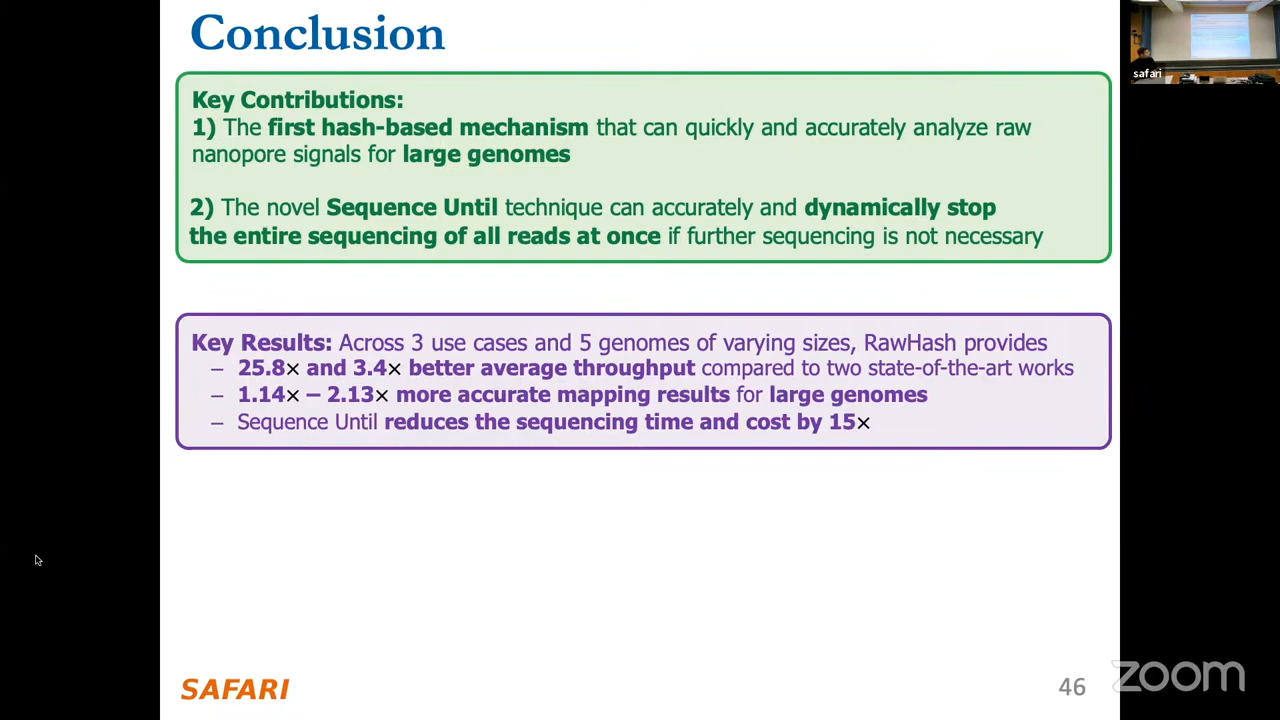 Conclusion
safari
Key Contributions:
1) The first hash-based mechanism that can quickly and accurately analyze raw
nanopore signals for large genomes
2) The novel Sequence Until technique can accurately and dynamically stop
the entire sequencing of all reads at once if further sequencing is not necessary
Key Results: Across 3 use cases and 5 genomes of varying sizes, RawHash provides
– 25.8× and 3.4× better average throughput compared to two state-of-the-art works
– 1.14× – 2.13× more accurate mapping results for large genomes
– Sequence Until reduces the sequencing time and cost by 15×
SAFARI
46
zoom